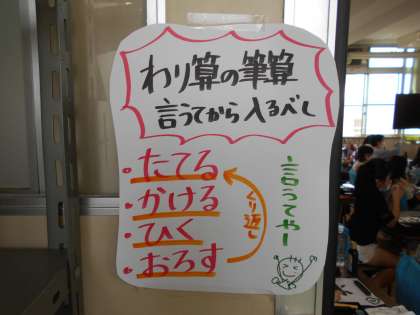 わり算の筆算
言うてから入るべし
・たてる
・かける
・ひく
・おろす
くり返し
言うてやー